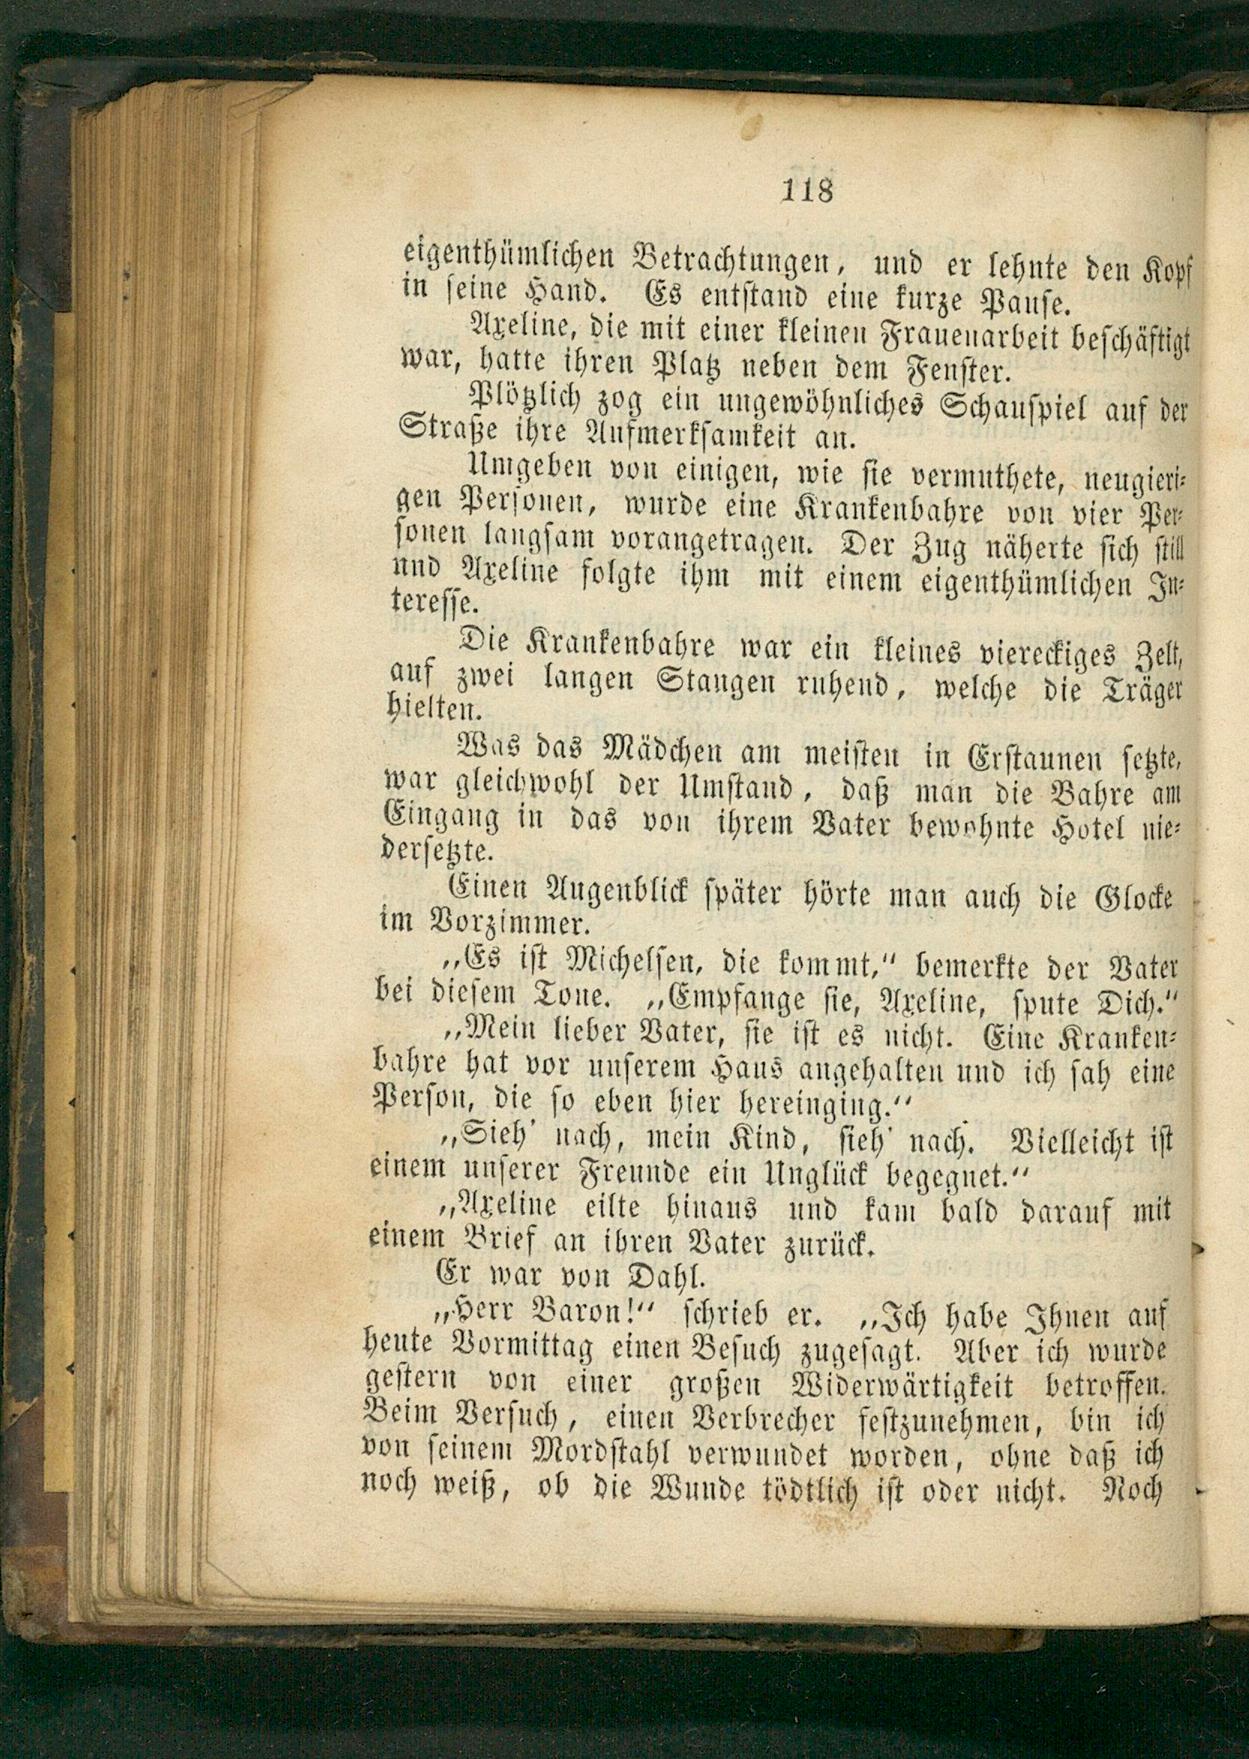 118
eigenthümlichen Betrachtungen, und er lehnte den Kopf
in seine Hand. Es entstand eine kurze Pause.
Axeline, die mit einer kleinen Frauenarbeit beschäftigt
war, hatte ihren Platz neben dem Fenster.
Plötzlich zog ein ungewöhnliches Schauspiel auf der
Straße ihre Aufmerksamkeit an.
Umgeben von einigen, wie sie vermuthete, neugieri-
gen Personen, wurde eine Krankenbahre von vier Per-
sonen langsam vorangetragen. Der Zug näherte sich still
und Axeline folgte ihm mit einem eigenthümlichen In-
teresse.
Die Krankenbahre war ein kleines viereckiges Zelt,
auf zwei langen Stangen ruhend, welche die Träger
hielten.
Was das Mädchen am meisten in Erstaunen setzte,
war gleichwohl der Umstand, daß man die Bahre am
Eingang in das von ihrem Vater bewohnte Hotel nie-
dersetzte.
Einen Augenblick später hörte man auch die Glocke
im Vorzimmer.
„Es ist Michelsen, die kommt,“ bemerkte der Vater
bei diesem Tone. „Empfange sie, Axeline, spute Dich.“
„Mein lieber Vater, sie ist es nicht. Eine Kranken-
bahre hat vor unserem Haus angehalten und ich sah eine
Person, die so eben hier hereinging.“
„Sieh' nach, mein Kind, sieh' nach. Vielleicht ist
einem unserer Freunde ein Unglück begegnet.“
„Axeline eilte hinaus und kam bald darauf mit
einem Brief an ihren Vater zurück.
Er war von Dahl.
„Herr Baron!“ schrieb er. „Ich habe Ihnen auf
heute Vormittag einen Besuch zugesagt. Aber ich wurde
gestern von einer großen Widerwärtigkeit betroffen.
Beim Versuch, einen Verbrecher festzunehmen, bin ich
von seinem Mordstahl verwundet worden, ohne daß ich
noch weiß, ob die Wunde tödtlich ist oder nicht. Noch